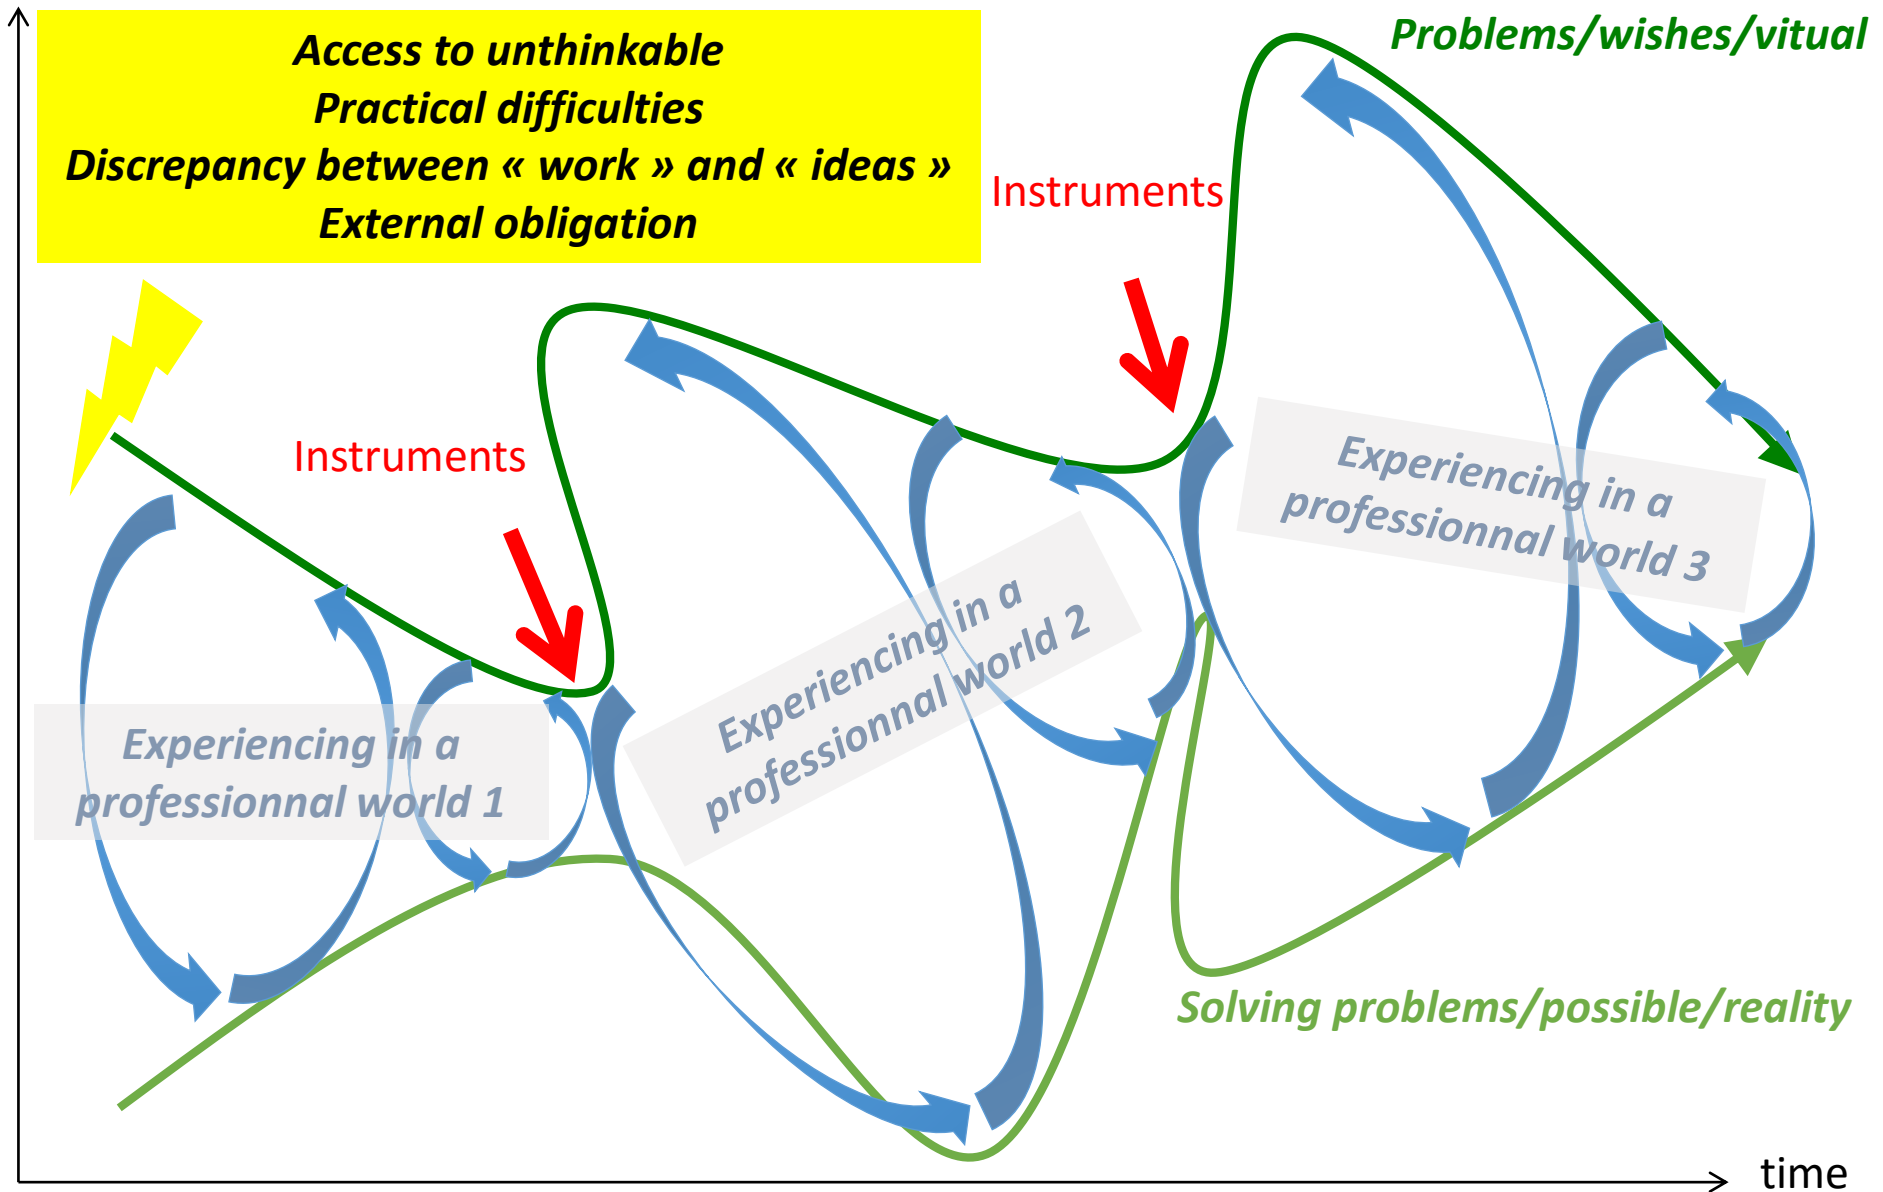 Access to unthinkable
Practical difficulties
Discrepancy between « work » and « ideas »
External obligation
Problems/wishes/vitual
Instruments
Instruments
Experiencing in a
professionnal world 1
Experiencing in a
professionnal world 2
Experiencing in a
professionnal world 3
Solving problems/possible/reality
time